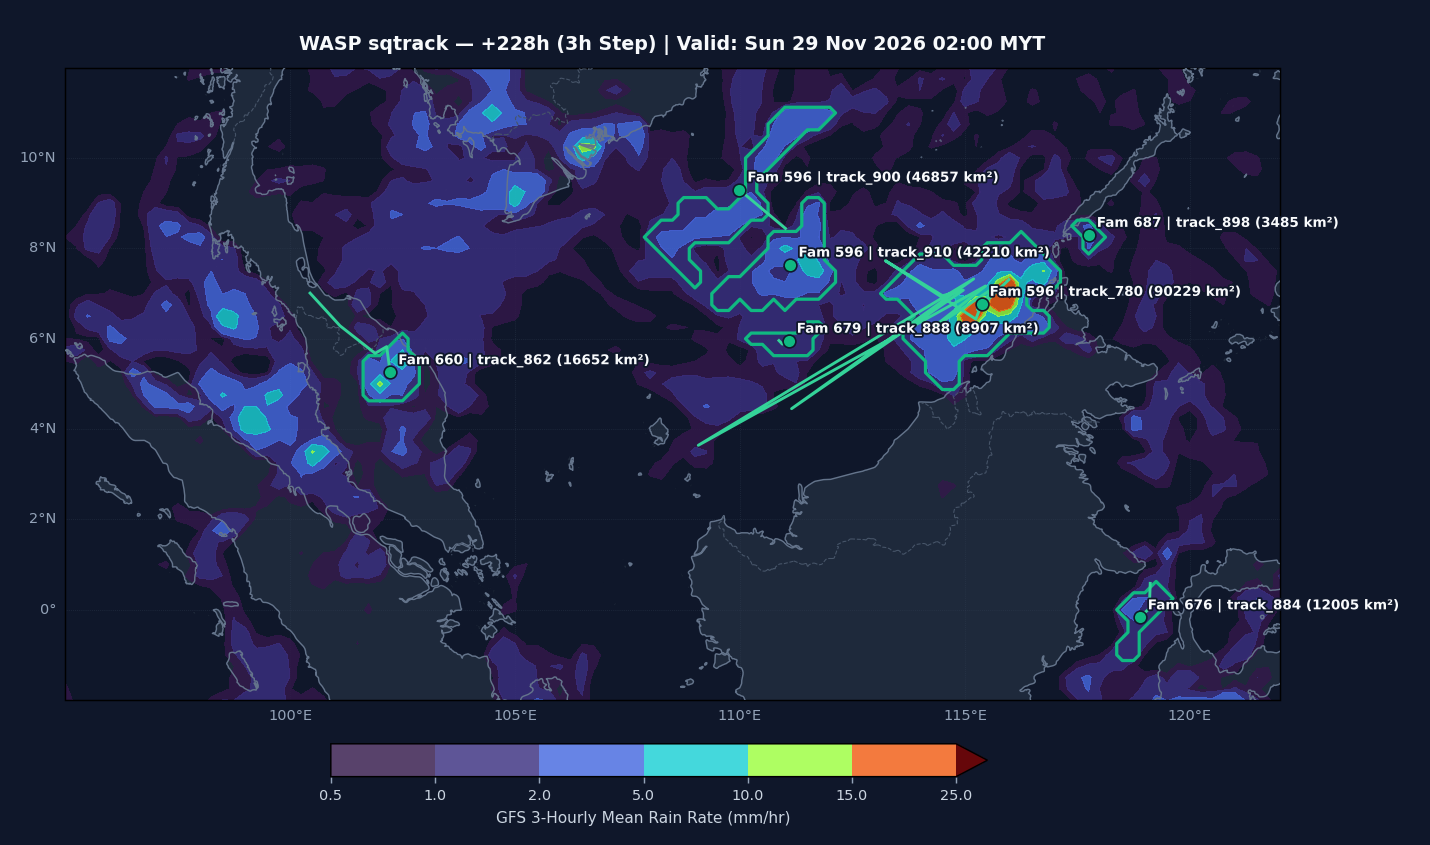 WASP sqtrack — +228h (3h Step) | Valid: Sun 29 Nov 2026 02:00 MYT
10°N
Fam 596 | track_900 (46857 km²)
Fam 687 | track_898 (3485 km²)
8°N
Fam 596 | track_910 (42210 km²)
Fam 596 | track_780 (90229 km²)
6°N
Fam 679 | track_888 (8907 km²)
Fam 660 | track_862 (16652 km²)
4°N
2°N
0°
Fam 676 | track_884 (12005 km²)
100°E 105°E 110°E 115°E 120°E
0.5 1.0 2.0 5.0 10.0 15.0 25.0
GFS 3-Hourly Mean Rain Rate (mm/hr)